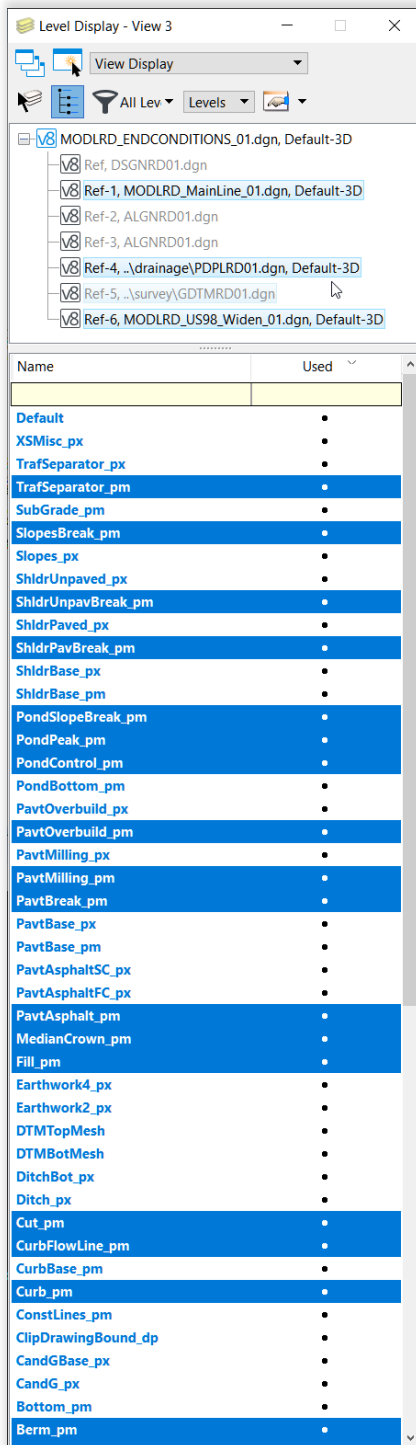 Level Display - View 3
View Display
All Lev Levels
V8 MODLRD_ENDCONDITIONS_01.dgn, Default-3D
V8 Ref, DSGNRD01.dgn
V8 Ref-1, MODLRD_MainLine_01.dgn, Default-3D
V8 Ref-2, ALGNRD01.dgn
V8 Ref-3, ALGNRD01.dgn
V8 Ref-4, ..\drainage\PDPLRD01.dgn, Default-3D
V8 Ref-5, ..\survey\GDTMRD01.dgn
V8 Ref-6, MODLRD_US98_Widen_01.dgn, Default-3D
Name Used
Default
XSMisc_px
TrafSeparator_px
TrafSeparator_pm
SubGrade_pm
SlopesBreak_pm
Slopes_px
ShldrUnpaved_px
ShldrUnpavBreak_pm
ShldrPaved_px
ShldrPavBreak_pm
ShldrBase_px
ShldrBase_pm
PondSlopeBreak_pm
PondPeak_pm
PondControl_pm
PondBottom_pm
PavtOverbuild_px
PavtOverbuild_pm
PavtMilling_px
PavtMilling_pm
PavtBreak_pm
PavtBase_px
PavtBase_pm
PavtAsphaltSC_px
PavtAsphaltFC_px
PavtAsphalt_pm
MedianCrown_pm
Fill_pm
Earthwork4_px
Earthwork2_px
DTMTopMesh
DTMBotMesh
DitchBot_px
Ditch_px
Cut_pm
CurbFlowLine_pm
CurbBase_pm
Curb_pm
ConstLines_pm
ClipDrawingBound_dp
CandGBase_px
CandG_px
Bottom_pm
Berm_pm